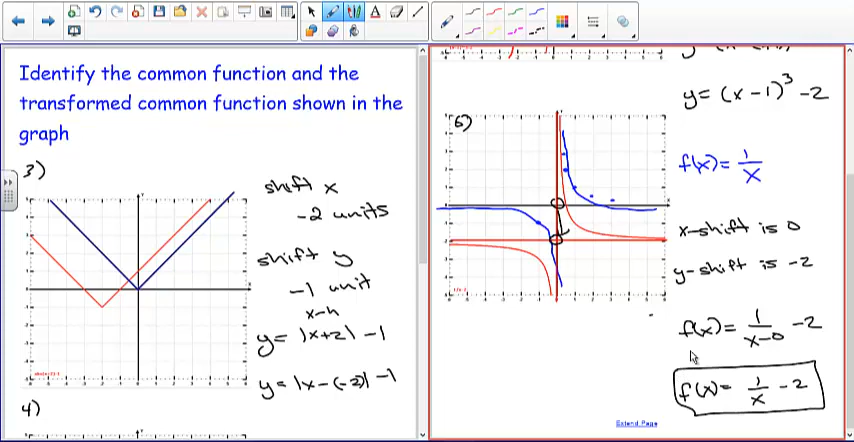 Identify the common function and the
transformed common function shown in the
graph
3)
shift x
-2 units
shift y
-1 unit
x-h
y = |x+2| -1
y = |x-(-2)| -1
4)
y = (x-1)³ -2
6)
f(x) = 1/x
x-shift is 0
y-shift is -2
f(x) = 1/(x-0) -2
f(x) = 1/x -2
Extend Page